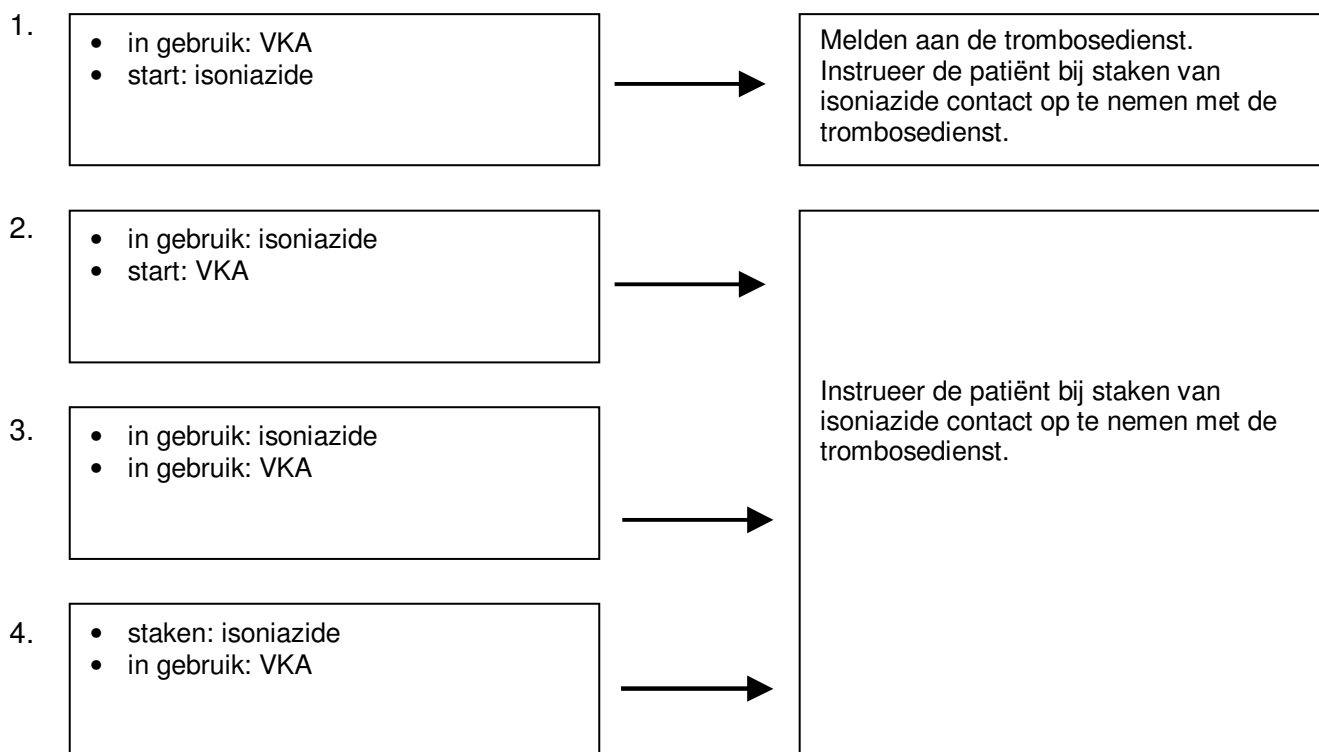 1.
• in gebruik: VKA
• start: isoniazide
Melden aan de trombosedienst.
Instrueer de patiënt bij staken van
isoniazide contact op te nemen met de
trombosedienst.
2.
• in gebruik: isoniazide
• start: VKA
3.
• in gebruik: isoniazide
• in gebruik: VKA
Instrueer de patiënt bij staken van
isoniazide contact op te nemen met de
trombosedienst.
4.
• staken: isoniazide
• in gebruik: VKA